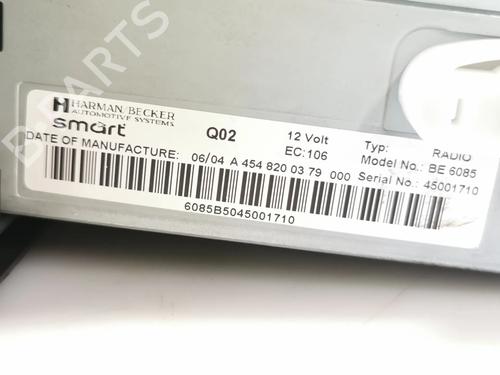 B-PARTS
HARMAN/BECKER
AUTOMOTIVE SYSTEMS
smart Q02 12 Volt Typ: RADIO
EC:106 Model No.: BE 6085
DATE OF MANUFACTURE: 06/04 A 454 820 03 79 000 Serial No.: 45001710
6085B5045001710